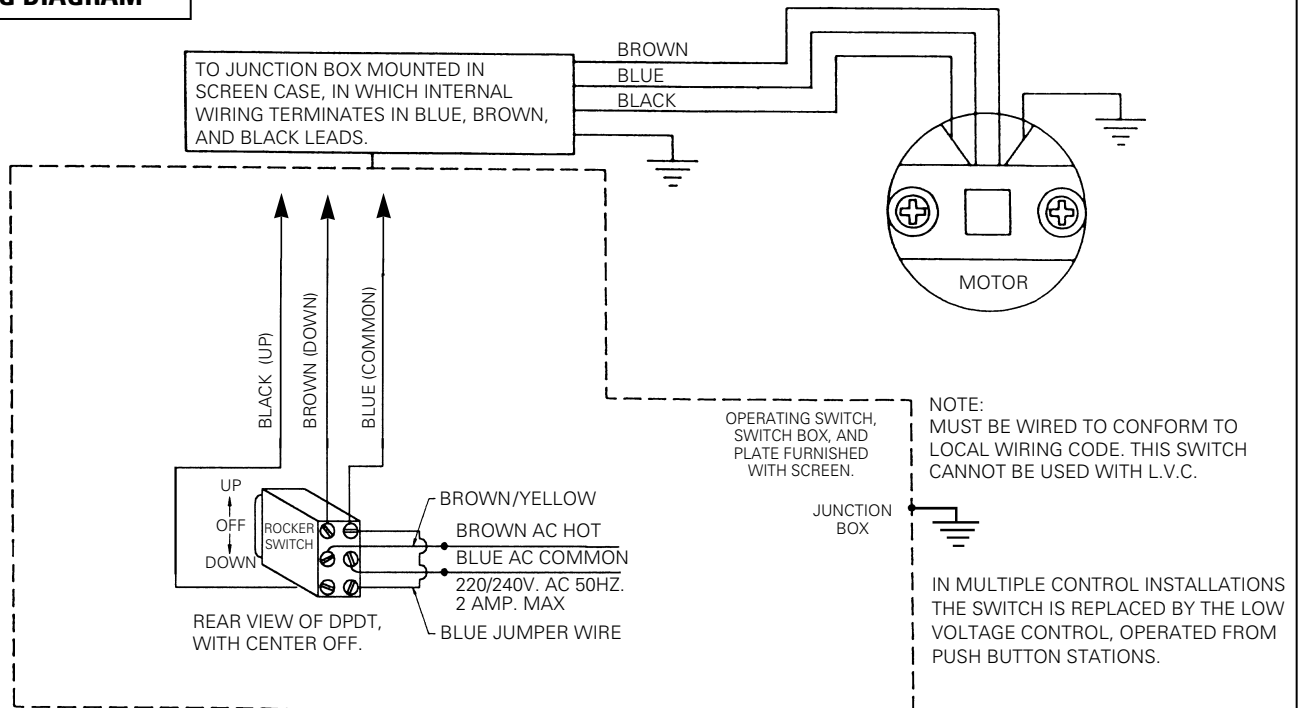 DIAGRAM
TO JUNCTION BOX MOUNTED IN
SCREEN CASE, IN WHICH INTERNAL
WIRING TERMINATES IN BLUE, BROWN,
AND BLACK LEADS.
BROWN
BLUE
BLACK
MOTOR
BLACK (UP)
BROWN (DOWN)
BLUE (COMMON)
UP
OFF
DOWN
ROCKER
SWITCH
BROWN/YELLOW
BROWN AC HOT
BLUE AC COMMON
220/240V. AC 50HZ.
2 AMP. MAX
BLUE JUMPER WIRE
REAR VIEW OF DPDT,
WITH CENTER OFF.
OPERATING SWITCH,
SWITCH BOX, AND
PLATE FURNISHED
WITH SCREEN.
JUNCTION
BOX
NOTE:
MUST BE WIRED TO CONFORM TO
LOCAL WIRING CODE. THIS SWITCH
CANNOT BE USED WITH L.V.C.
IN MULTIPLE CONTROL INSTALLATIONS
THE SWITCH IS REPLACED BY THE LOW
VOLTAGE CONTROL, OPERATED FROM
PUSH BUTTON STATIONS.